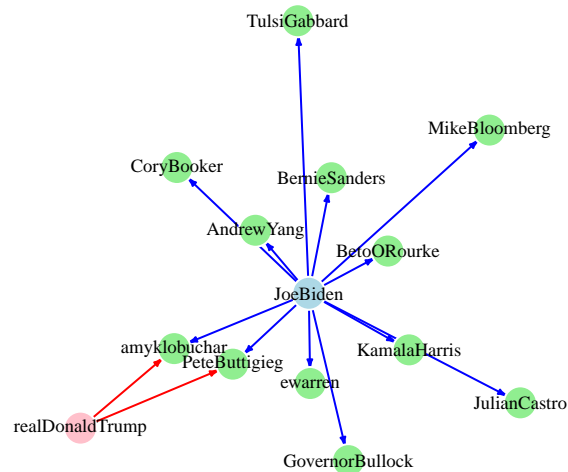 TulsiGabbard
MikeBloomberg
CoryBooker
BernieSanders
AndrewYang
BetoORourke
JoeBiden
amyklobuchar
KamalaHarris
PeteButtigieg
ewarren
JulianCastro
realDonaldTrump
GovernorBullock